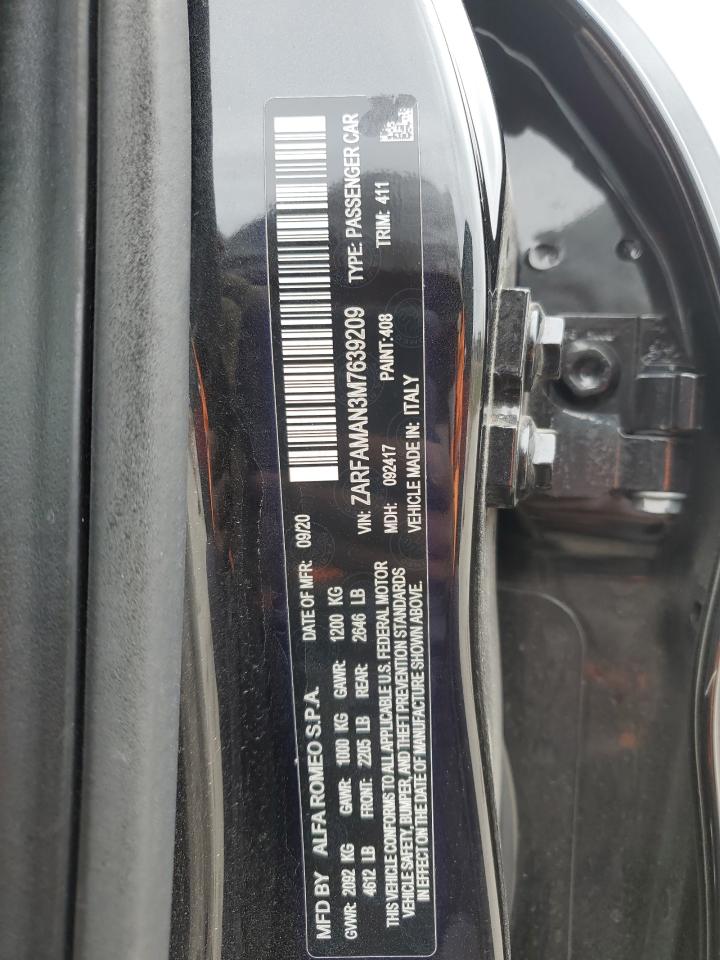 MFD BY ALFA ROMEO S.P.A. DATE OF MFR: 09/20
GVWR: 2092 KG GAWR: 1000 KG GAWR: 1200 KG
4612 LB FRONT: 2205 LB REAR: 2646 LB
THIS VEHICLE CONFORMS TO ALL APPLICABLE U.S. FEDERAL MOTOR
VEHICLE SAFETY, BUMPER, AND THEFT PREVENTION STANDARDS
IN EFFECT ON THE DATE OF MANUFACTURE SHOWN ABOVE.
VIN: ZARFAMAN3M7639209 TYPE: PASSENGER CAR
MDH: 092417 PAINT: 408 TRIM: 411
VEHICLE MADE IN: ITALY